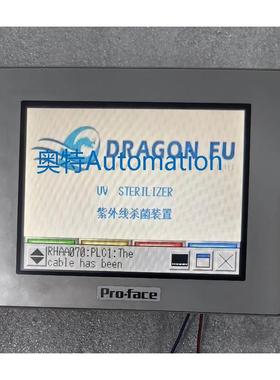 DRAGON FU
奥特Automation
UV STERILIZER
紫外线杀菌装置
RHAA070:PLC1:The
cable has been
Pro-face